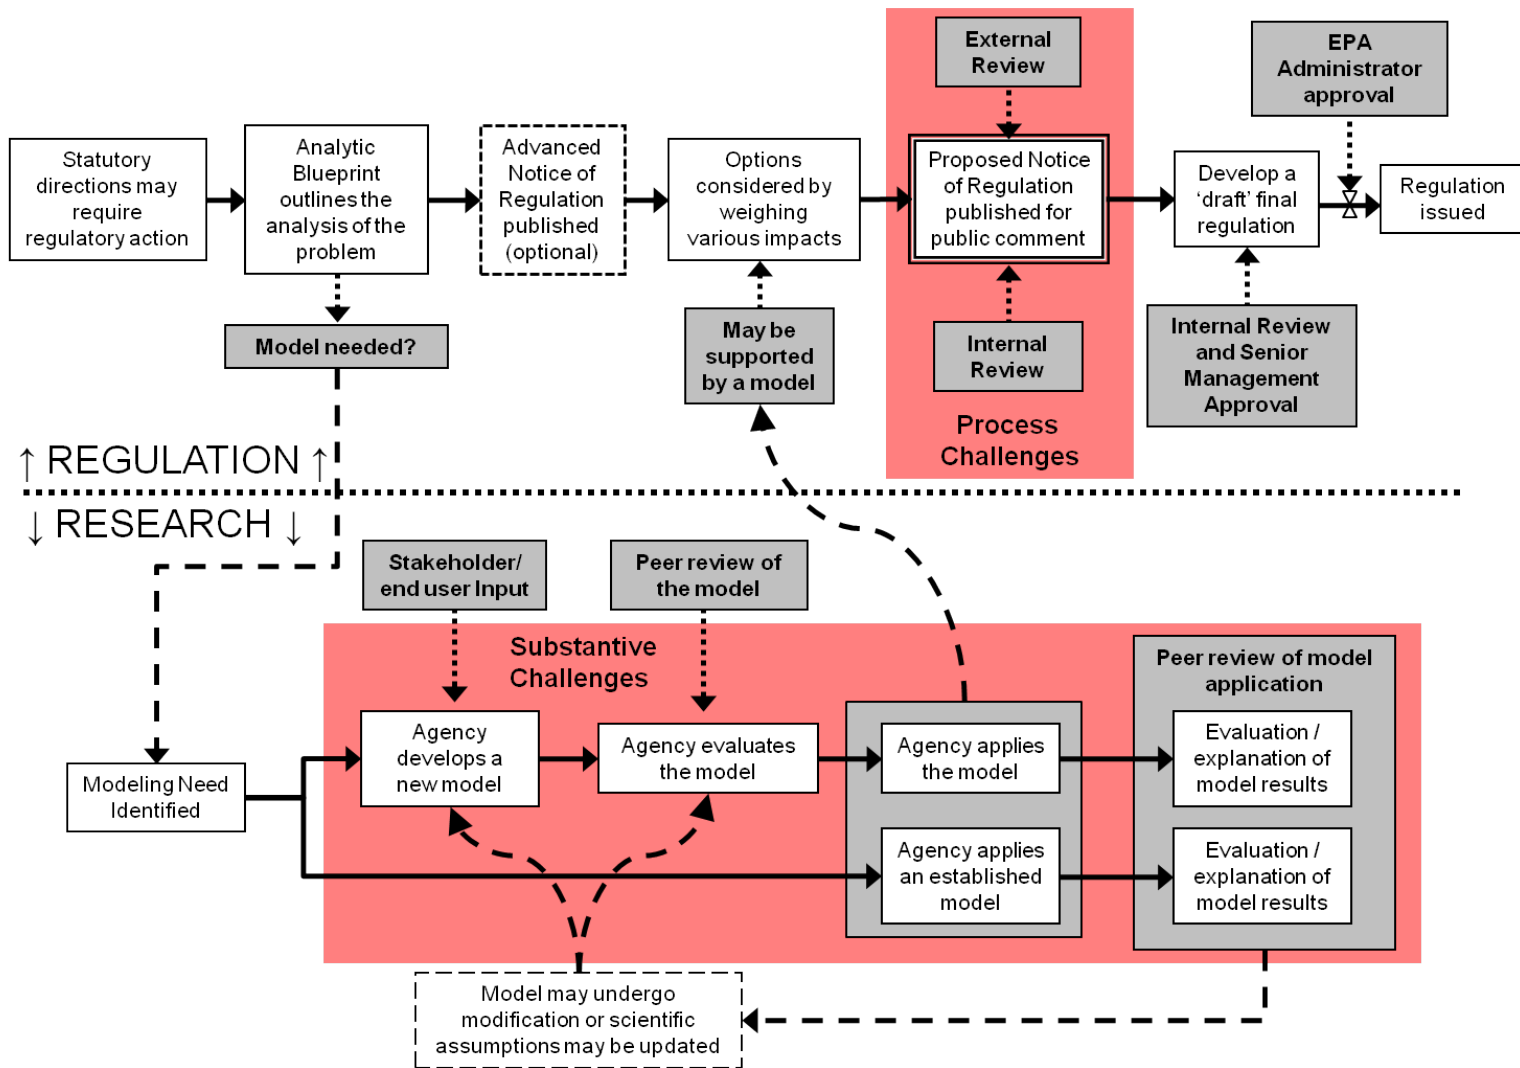 External
Review
EPA
Administrator
approval
Statutory
directions may
require
regulatory action
Analytic
Blueprint
outlines the
analysis of the
problem
Advanced
Notice of
Regulation
published
(optional)
Options
considered by
weighing
various impacts
Proposed Notice
of Regulation
published for
public comment
Develop a
‘draft’ final
regulation
Regulation
issued
Model needed?
May be
supported
by a model
Internal
Review
Internal Review
and Senior
Management
Approval
Process
Challenges
↑ REGULATION ↑
↓ RESEARCH ↓
Stakeholder/
end user Input
Peer review of
the model
Substantive
Challenges
Peer review of model
application
Modeling Need
Identified
Agency
develops a
new model
Agency evaluates
the model
Agency applies
the model
Evaluation /
explanation of
model results
Agency applies
an established
model
Evaluation /
explanation of
model results
Model may undergo
modification or scientific
assumptions may be updated